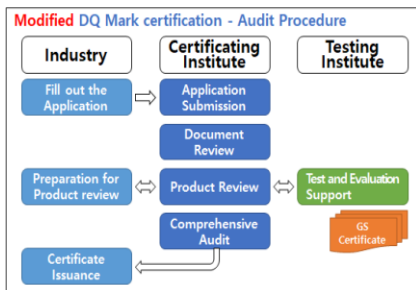 Modified DQ Mark certification - Audit Procedure
Industry
Certificating
Institute
Testing
Institute
Fill out the
Application
Application
Submission
Document
Review
Preparation for
Product review
Product Review
Test and Evaluation
Support
Comprehensive
Audit
GS
Certificate
Certificate
Issuance